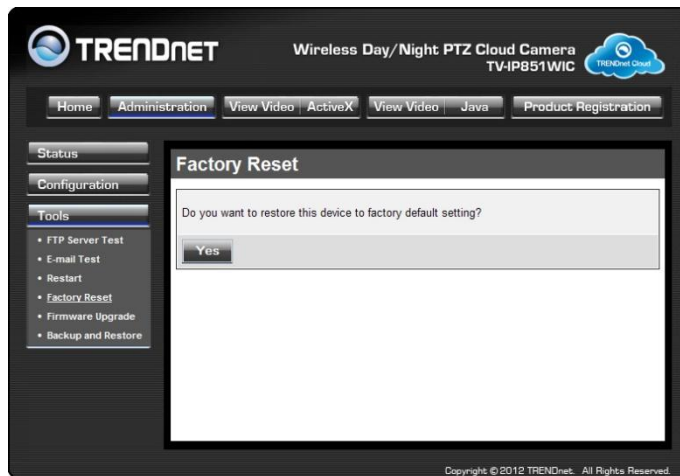 TRENDnet
Wireless Day/Night PTZ Cloud Camera
TV-IP851WIC
TRENDnet Cloud
Home Administration View Video ActiveX View Video Java Product Registration
Status
Configuration
Tools
• FTP Server Test
• E-mail Test
• Restart
• Factory Reset
• Firmware Upgrade
• Backup and Restore
Factory Reset
Do you want to restore this device to factory default setting?
Yes
Copyright © 2012 TRENDnet. All Rights Reserved.